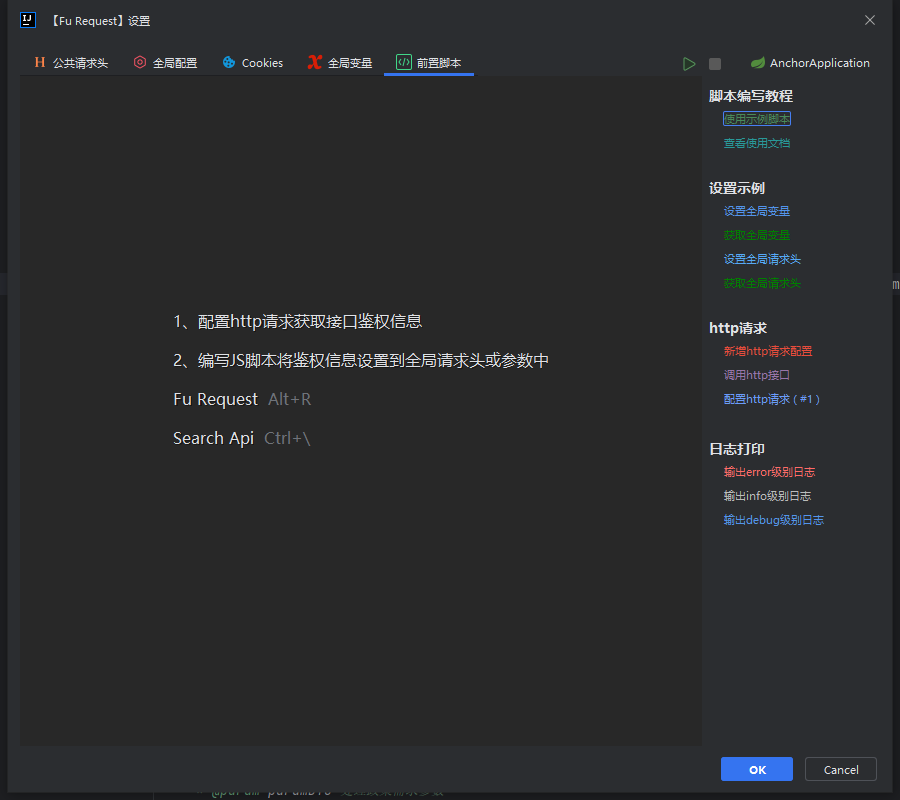 【Fu Request】设置
公共请求头
全局配置
Cookies
全局变量
前置脚本
AnchorApplication
脚本编写教程
使用示例脚本
查看使用文档
设置示例
设置全局变量
获取全局变量
设置全局请求头
获取全局请求头
http请求
新增http请求配置
调用http接口
配置http请求 ( #1 )
日志打印
输出error级别日志
输出info级别日志
输出debug级别日志
1、配置http请求获取接口鉴权信息
2、编写JS脚本将鉴权信息设置到全局请求头或参数中
Fu Request Alt+R
Search Api Ctrl+\
OK
Cancel